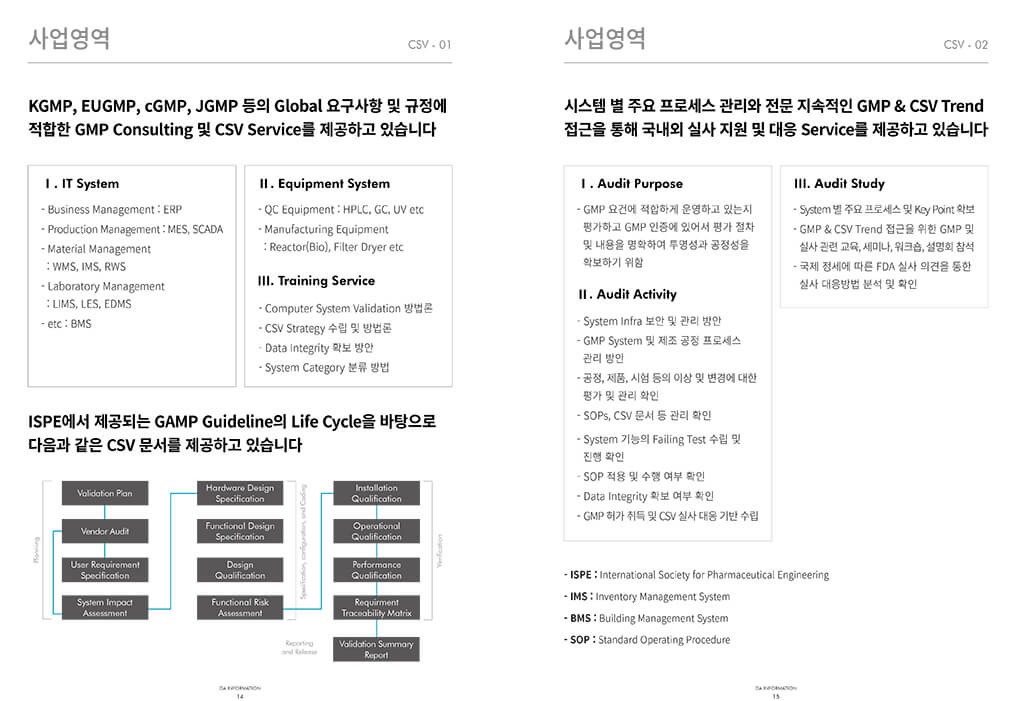 사업영역
CSV - 01
KGMP, EUGMP, cGMP, JGMP 등의 Global 요구사항 및 규정에
적합한 GMP Consulting 및 CSV Service를 제공하고 있습니다
I . IT System
- Business Management : ERP
- Production Management : MES, SCADA
- Material Management
: WMS, IMS, RWS
- Laboratory Management
: LIMS, LES, EDMS
- etc : BMS
II . Equipment System
- QC Equipment : HPLC, GC, UV etc
- Manufacturing Equipment
: Reactor(Bio), Filter Dryer etc
III. Training Service
- Computer System Validation 방법론
- CSV Strategy 수립 및 방법론
- Data Integrity 확보 방안
- System Category 분류 방법
ISPE에서 제공되는 GAMP Guideline의 Life Cycle을 바탕으로
다음과 같은 CSV 문서를 제공하고 있습니다
Planning
Validation Plan
Vendor Audit
User Requirement
Specification
System Impact
Assessment
Hardware Design
Specification
Functional Design
Specification
Design
Qualification
Functional Risk
Assessment
Specification, configuration, and Coding
Installation
Qualification
Operational
Qualification
Performance
Qualification
Requirment
Traceability Matrix
Verification
Reporting
and Release
Validation Summary
Report
DA INFORMATION
14
사업영역
CSV - 02
시스템 별 주요 프로세스 관리와 전문 지속적인 GMP & CSV Trend
접근을 통해 국내외 실사 지원 및 대응 Service를 제공하고 있습니다
I . Audit Purpose
- GMP 요건에 적합하게 운영하고 있는지
평가하고 GMP 인증에 있어서 평가 절차
및 내용을 명확하여 투명성과 공정성을
확보하기 위함
II . Audit Activity
- System Infra 보안 및 관리 방안
- GMP System 및 제조 공정 프로세스
관리 방안
- 공정, 제품, 시험 등의 이상 및 변경에 대한
평가 및 관리 확인
- SOPs, CSV 문서 등 관리 확인
- System 기능의 Failing Test 수립 및
진행 확인
- SOP 적용 및 수행 여부 확인
- Data Integrity 확보 여부 확인
- GMP 허가 취득 및 CSV 실사 대응 기반 수립
III. Audit Study
- System 별 주요 프로세스 및 Key Point 확보
- GMP & CSV Trend 접근을 위한 GMP 및
실사 관련 교육, 세미나, 워크숍, 설명회 참석
- 국제 정세에 따른 FDA 실사 의견을 통한
실사 대응방법 분석 및 확인
- ISPE : International Society for Pharmaceutical Engineering
- IMS : Inventory Management System
- BMS : Building Management System
- SOP : Standard Operating Procedure
DA INFORMATION
15